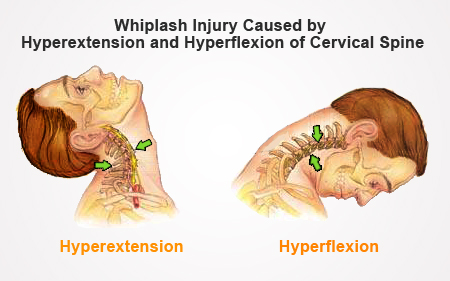 Whiplash Injury Caused by
Hyperextension and Hyperflexion of Cervical Spine
Hyperextension
Hyperflexion